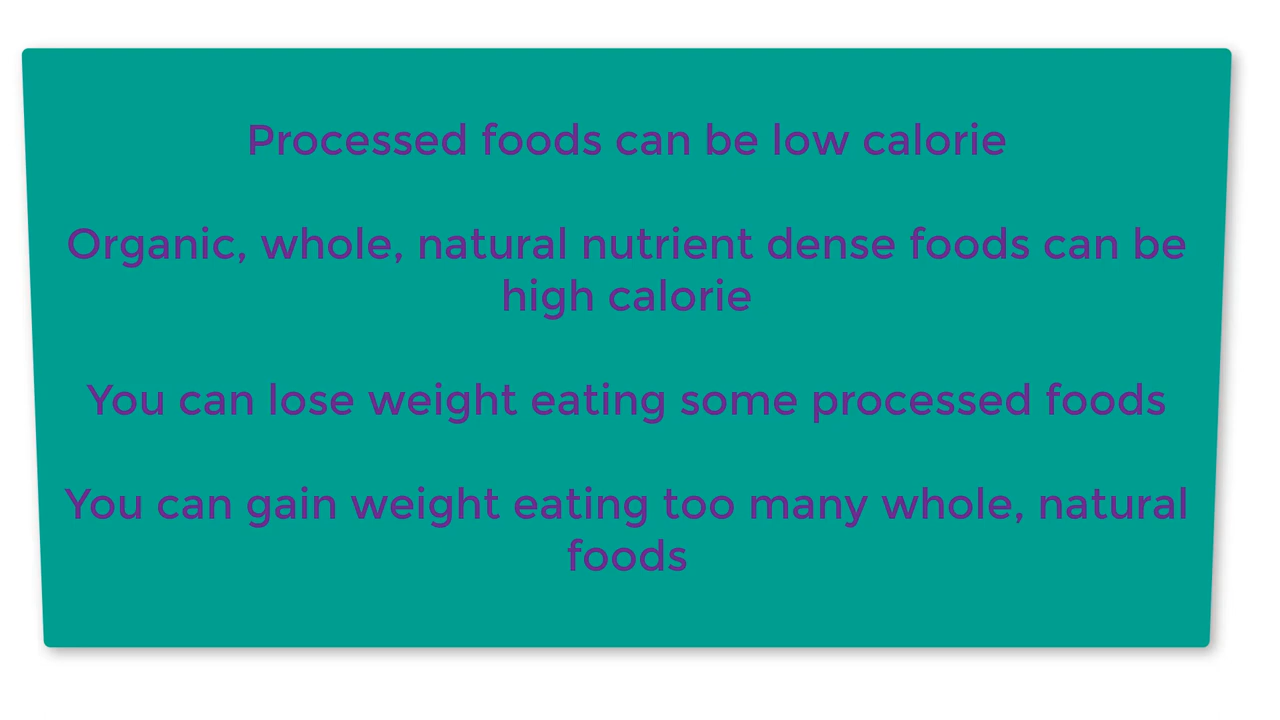 Processed foods can be low calorie
Organic, whole, natural nutrient dense foods can be
high calorie
You can lose weight eating some processed foods
You can gain weight eating too many whole, natural
foods